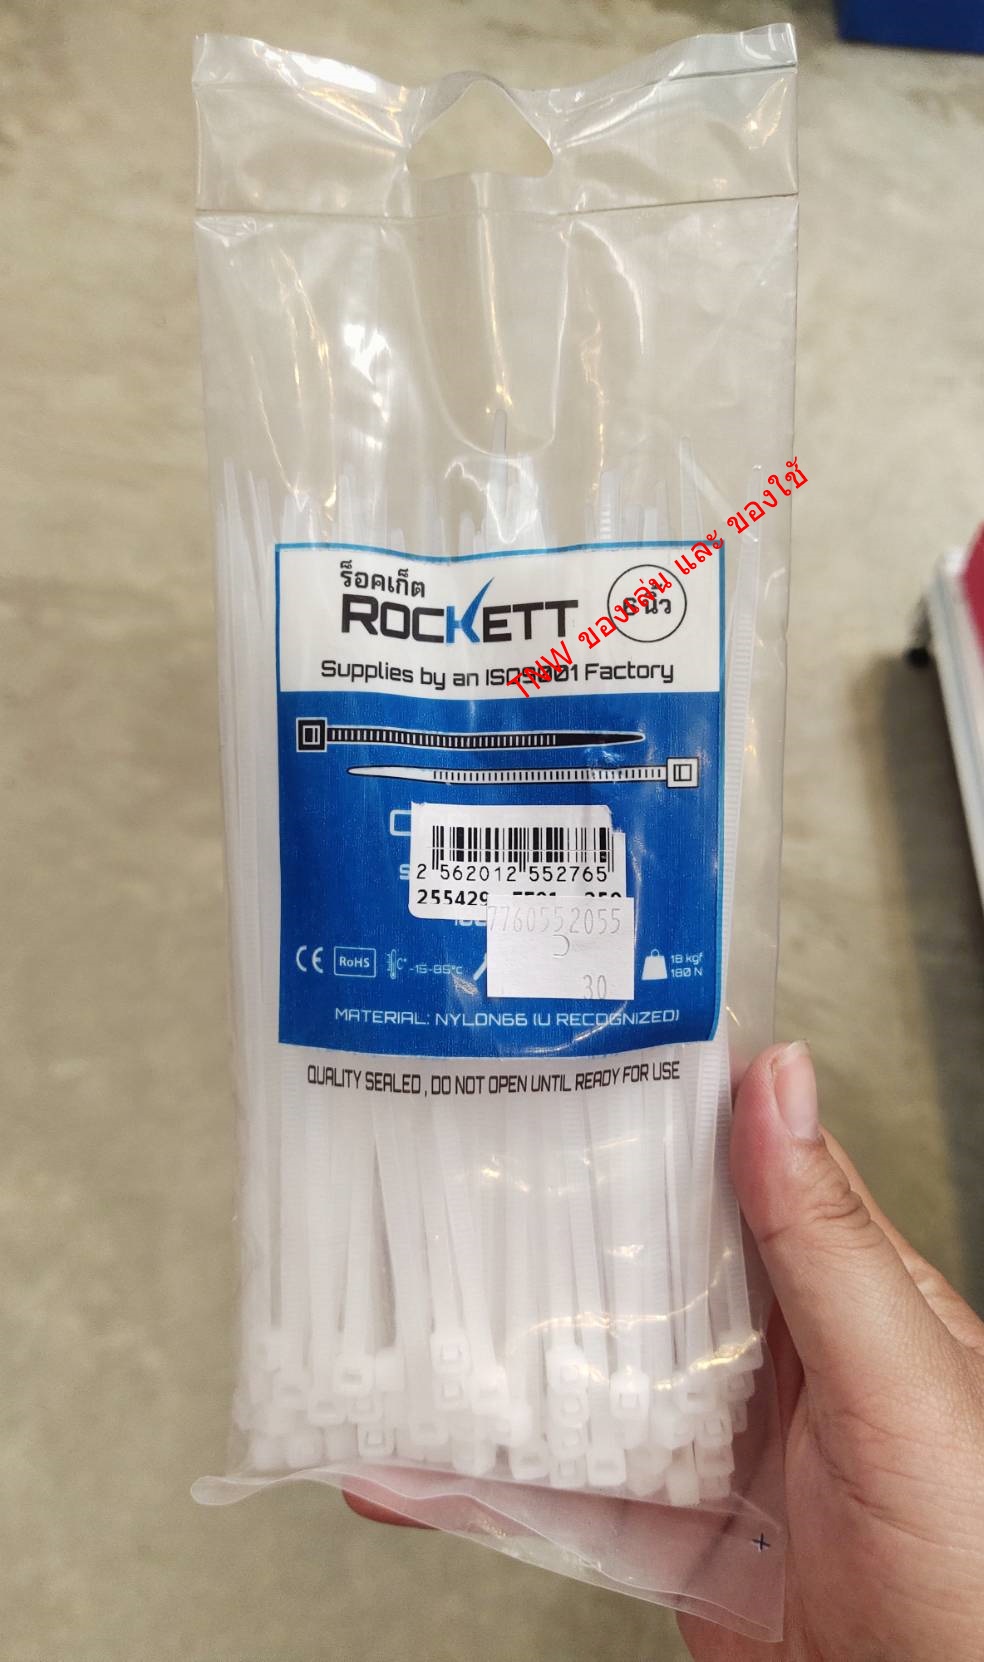 ร็อคเก็ต
ROCKETT
นิ้ว
Supplies by an ISO9001 Factory
TNW ของเล่น และ ของใช้
2 562012 552765
255429
7760552055
30
CE
RoHS
C° -15-85°c
18 kgf
180 N
MATERIAL: NYLON66 (U RECOGNIZED)
QUALITY SEALED, DO NOT OPEN UNTIL READY FOR USE